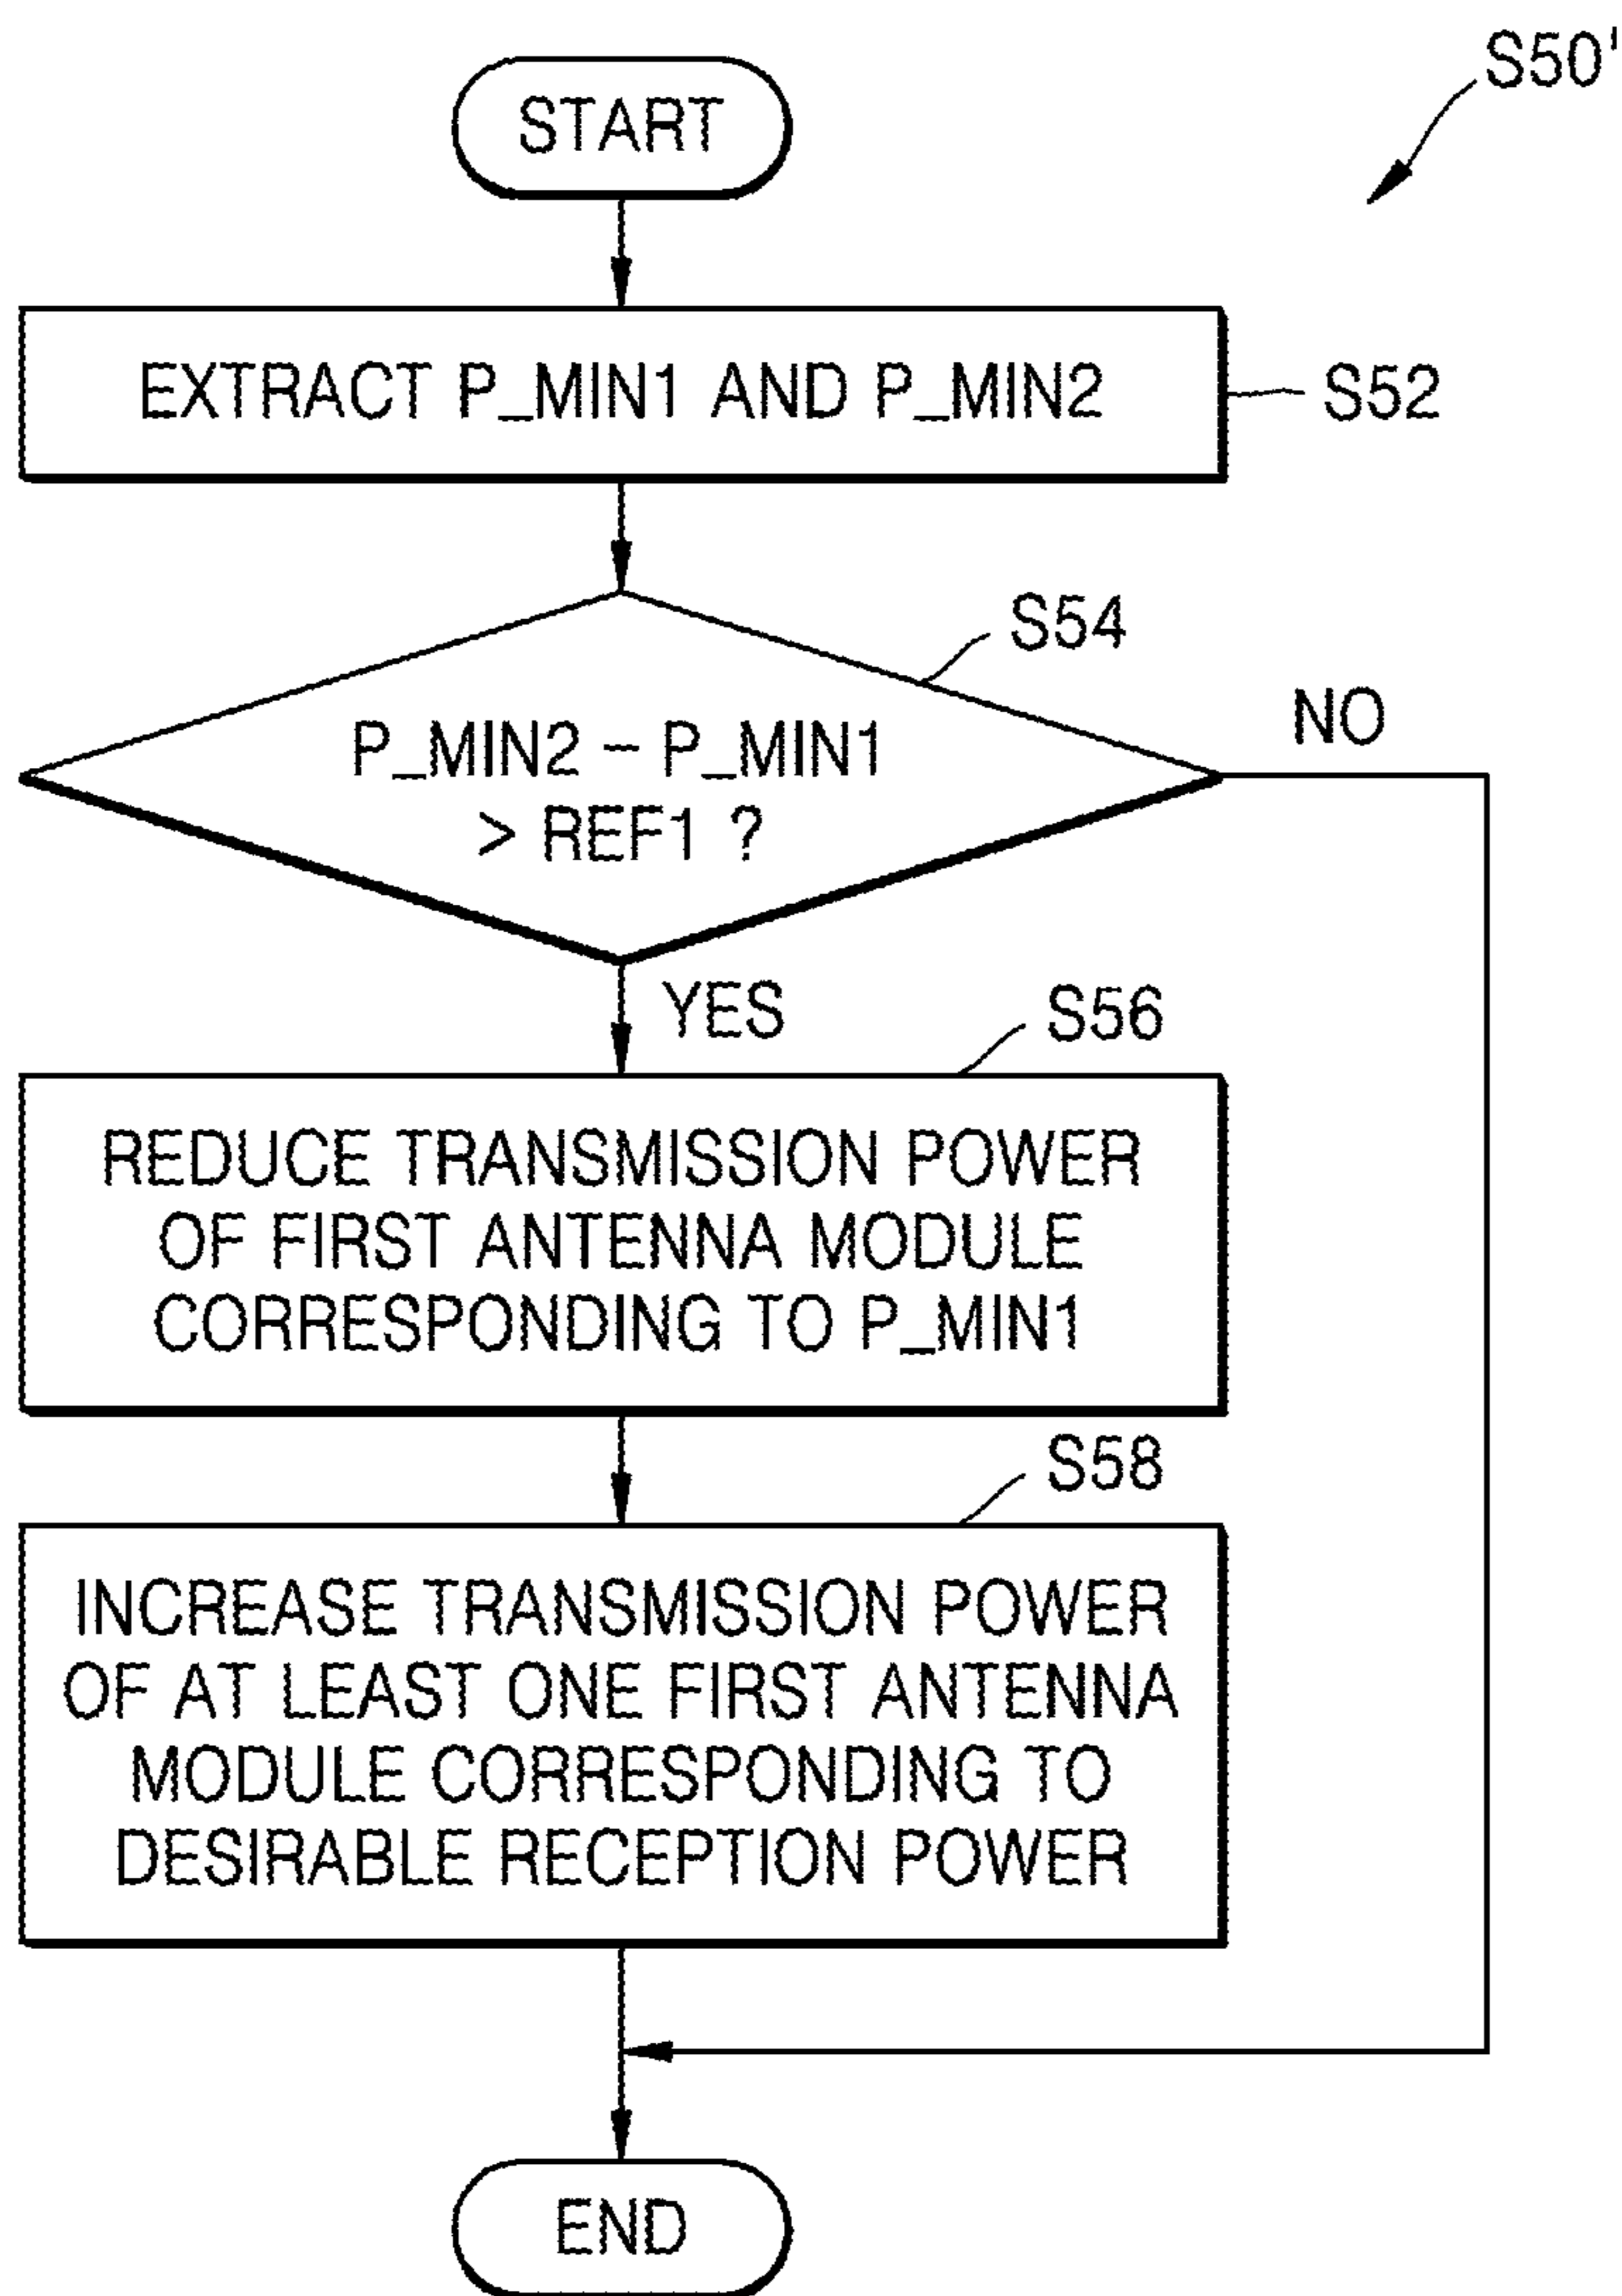 S50'
START
EXTRACT P_MIN1 AND P_MIN2
S52
S54
P_MIN2 - P_MIN1
> REF1 ?
NO
YES
S56
REDUCE TRANSMISSION POWER
OF FIRST ANTENNA MODULE
CORRESPONDING TO P_MIN1
S58
INCREASE TRANSMISSION POWER
OF AT LEAST ONE FIRST ANTENNA
MODULE CORRESPONDING TO
DESIRABLE RECEPTION POWER
END